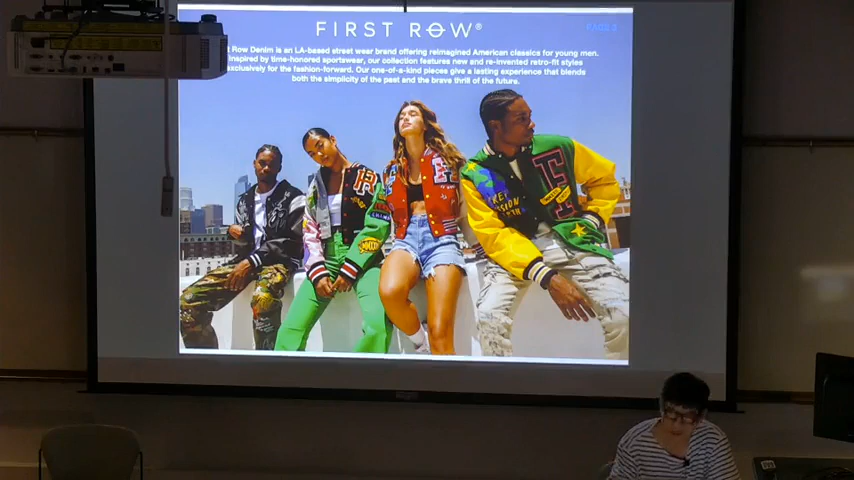 FIRST ROW®
PAGE 2
t Row Denim is an LA-based street wear brand offering reimagined American classics for young men.
inspired by time-honored sportswear, our collection features new and re-invented retro-fit styles
exclusively for the fashion-forward. Our one-of-a-kind pieces give a lasting experience that blends
both the simplicity of the past and the brave thrill of the future.